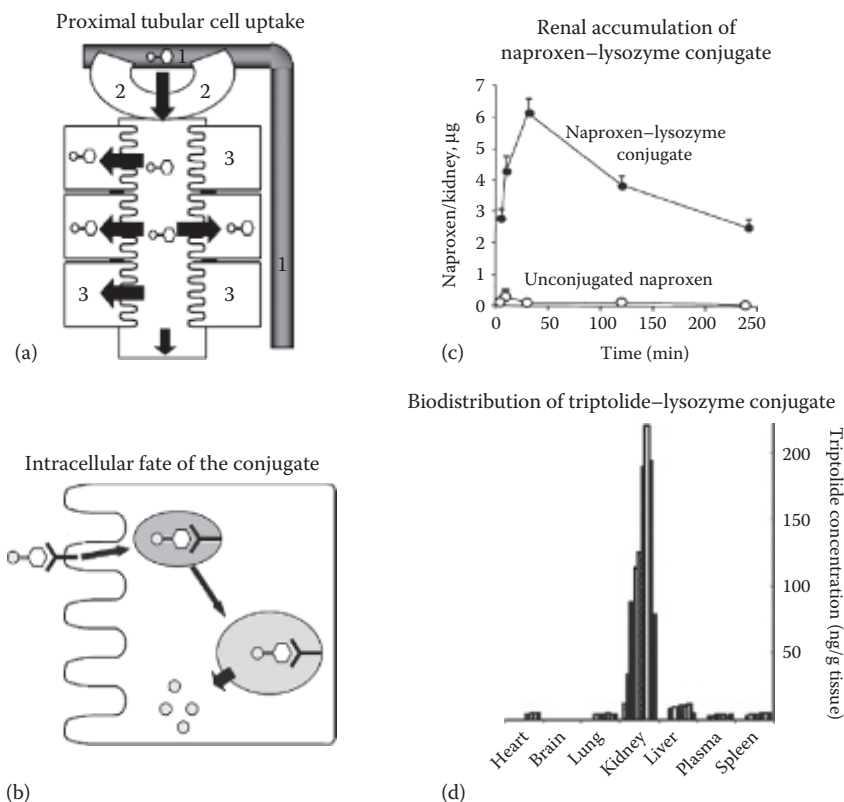 Proximal tubular cell uptake
1
2
2
3
3
3
1
(a)
Renal accumulation of
naproxen–lysozyme conjugate
Naproxen/kidney, µg
7
6
5
4
3
2
1
0
Naproxen–lysozyme
conjugate
Unconjugated naproxen
0
50
100
150
200
250
Time (min)
(c)
Intracellular fate of the conjugate
(b)
Biodistribution of triptolide–lysozyme conjugate
200
150
100
50
Triptolide concentration (ng/g tissue)
Heart
Brain
Lung
Kidney
Liver
Plasma
Spleen
(d)